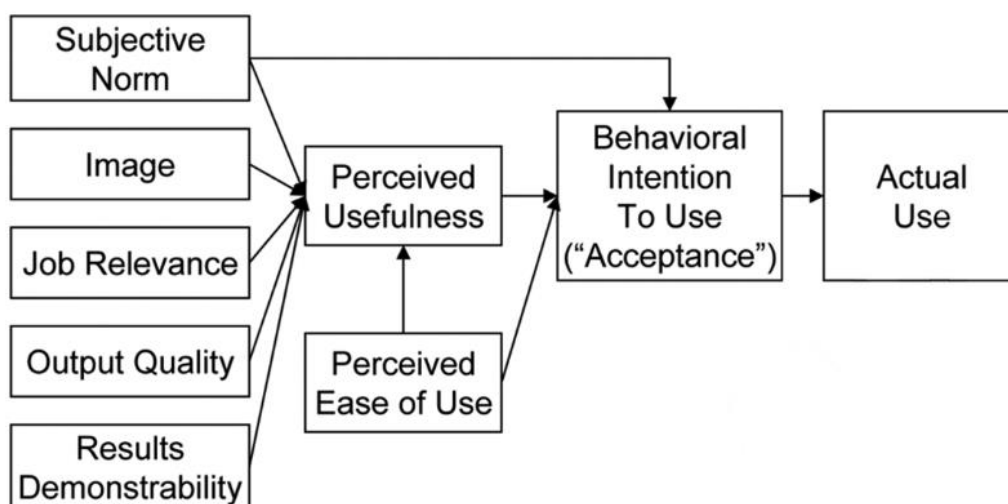 Subjective
Norm
Image
Job Relevance
Output Quality
Results
Demonstrability
Perceived
Usefulness
Perceived
Ease of Use
Behavioral
Intention
To Use
(“Acceptance”)
Actual
Use